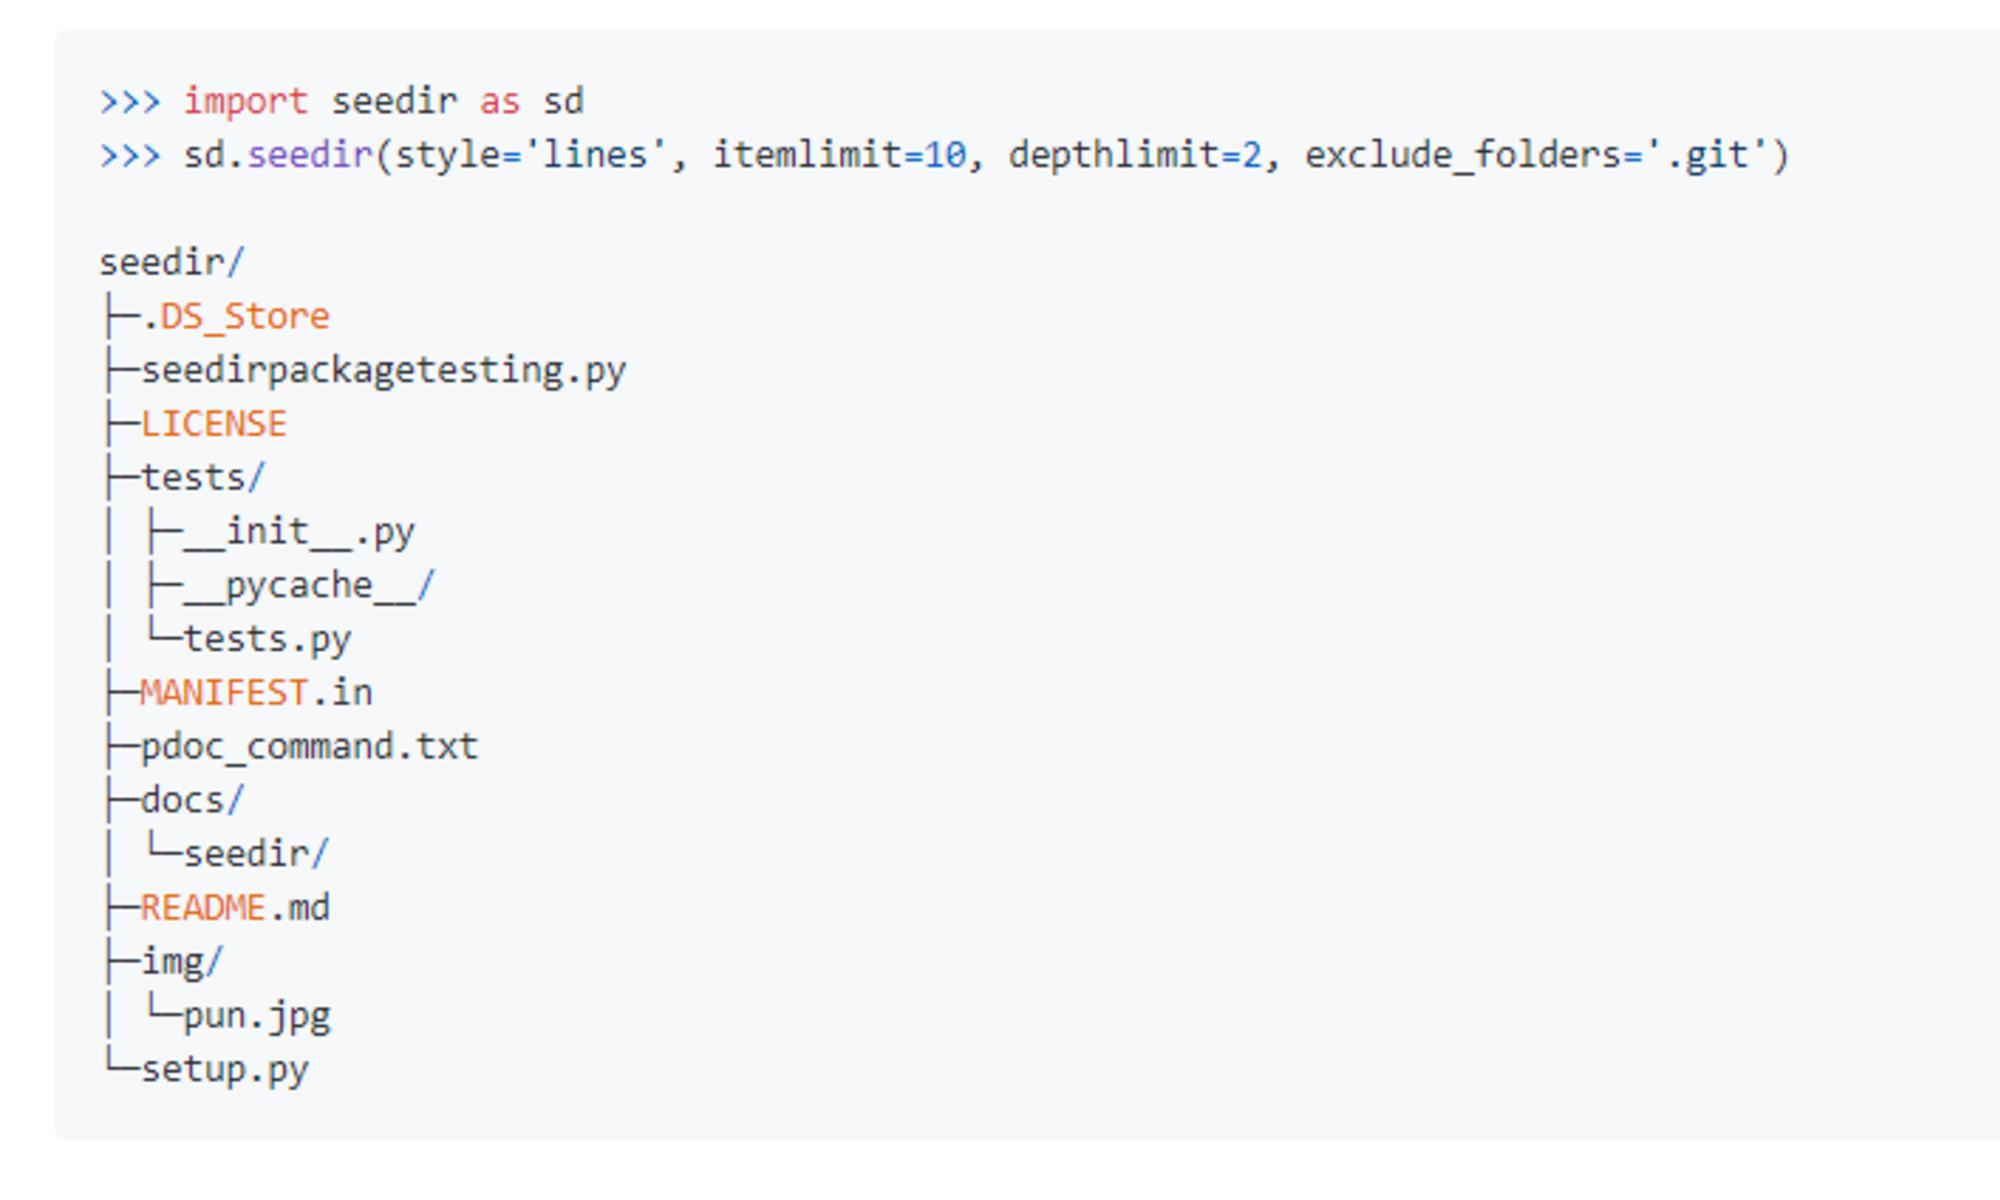 >>> import seedir as sd
>>> sd.seedir(style='lines', itemlimit=10, depthlimit=2, exclude_folders='.git')
seedir/
├─.DS_Store
├─seedirpackagetesting.py
├─LICENSE
├─tests/
│ ├─__init__.py
│ ├─__pycache__/
│ └─tests.py
├─MANIFEST.in
├─pdoc_command.txt
├─docs/
│ └─seedir/
├─README.md
├─img/
│ └─pun.jpg
└─setup.py